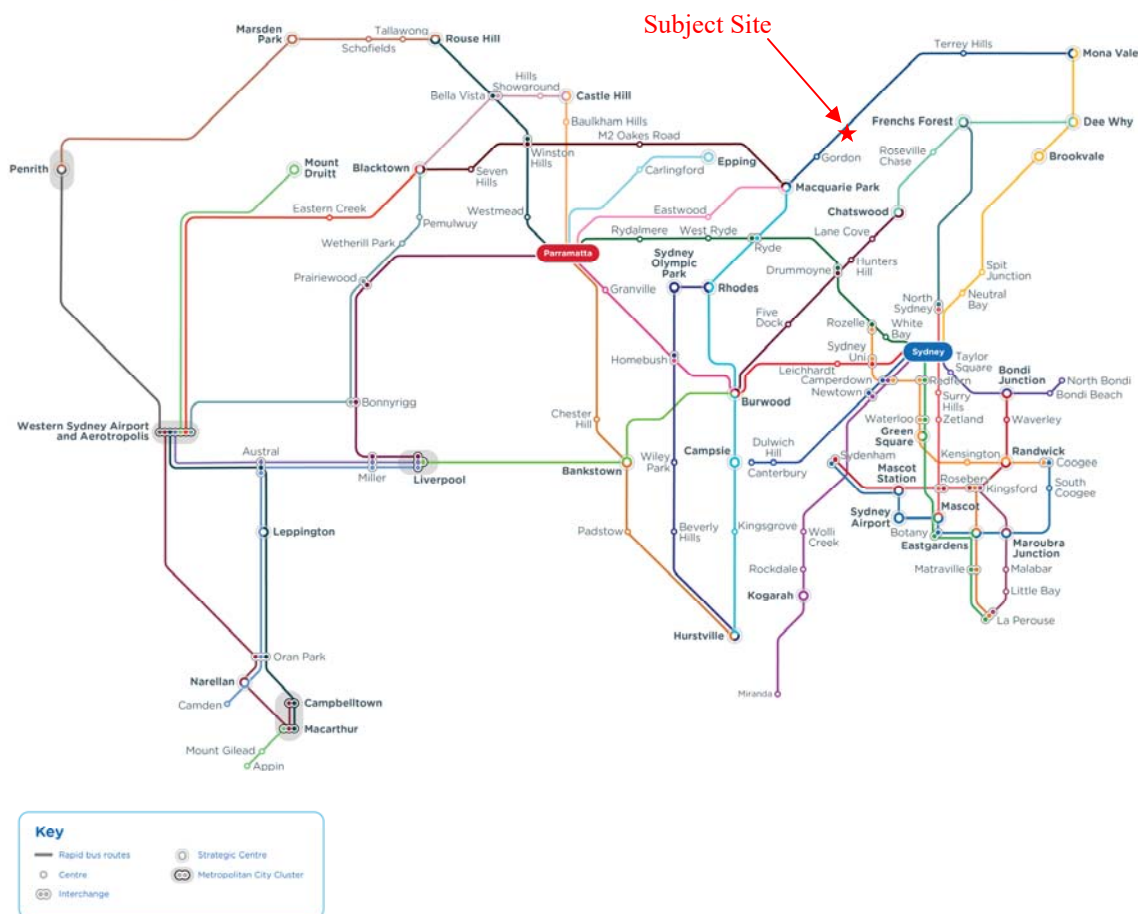 Subject Site
Marsden
Park
Tallawong
Schofields
Rouse Hill
Terrey Hills
Mona Vale
Hills
Showground
Bella Vista
Castle Hill
Baulkham Hills
M2 Oakes Road
Frenchs Forest
Dee Why
Roseville
Chase
Brookvale
Gordon
Penrith
Mount
Druitt
Blacktown
Seven
Hills
Winston
Hills
Epping
Carlingford
Macquarie Park
Chatswood
Eastern Creek
Pemulwuy
Westmead
Eastwood
Wetherill Park
Rydalmere
West Ryde
Ryde
Lane Cove
Hunters
Hill
Parramatta
Sydney
Olympic
Park
Drummoyne
Spit
Junction
Prairiewood
Granville
Rhodes
Five
Dock
Rozelle
White
Bay
North
Sydney
Neutral
Bay
Sydney
Homebush
Sydney
Uni
Leichhardt
Taylor
Square
Bondi
Junction
North Bondi
Bondi Beach
Camperdown
Newtown
Redfern
Surry
Hills
Bonnyrigg
Burwood
Waterloo
Zetland
Waverley
Chester
Hill
Green
Square
Western Sydney Airport
and Aerotropolis
Austral
Miller
Liverpool
Bankstown
Wiley
Park
Campsie
Dulwich
Hill
Canterbury
Sydenham
Kensington
Randwick
Coogee
Mascot
Station
Rosebery
Kingsford
South
Coogee
Leppington
Padstow
Beverly
Hills
Kingsgrove
Wolli
Creek
Sydney
Airport
Mascot
Botany
Eastgardens
Maroubra
Junction
Rockdale
Matraville
Malabar
Kogarah
Little Bay
La Perouse
Hurstville
Oran Park
Narellan
Miranda
Camden
Campbelltown
Macarthur
Mount Gilead
Appin
Key
Rapid bus routes
Strategic Centre
Centre
Metropolitan City Cluster
Interchange